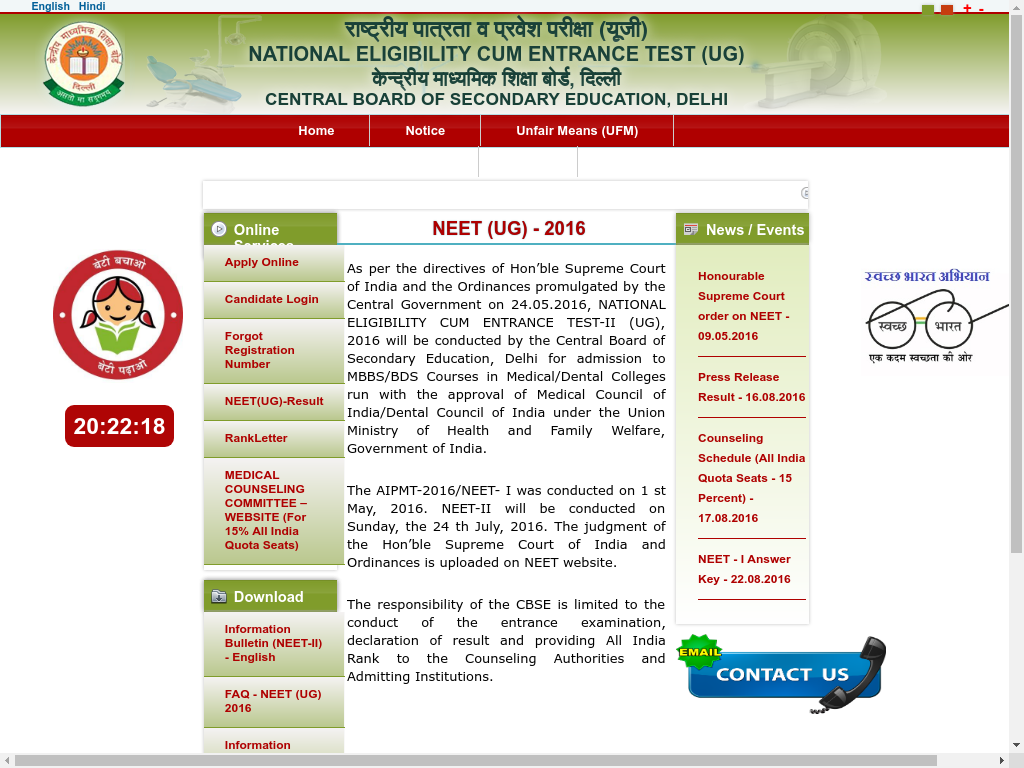 English Hindi
+ -
राष्ट्रीय पात्रता व प्रवेश परीक्षा (यूजी)
NATIONAL ELIGIBILITY CUM ENTRANCE TEST (UG)
केन्द्रीय माध्यमिक शिक्षा बोर्ड, दिल्ली
CENTRAL BOARD OF SECONDARY EDUCATION, DELHI
केन्द्रीय माध्यमिक शिक्षा बोर्ड
दिल्ली
असतो मा सद्गमय
Home
Notice
Unfair Means (UFM)
बेटी बचाओ
बेटी पढ़ाओ
20:22:18
Online
Services
Apply Online
Candidate Login
Forgot
Registration
Number
NEET(UG)-Result
RankLetter
MEDICAL
COUNSELING
COMMITTEE –
WEBSITE (For
15% All India
Quota Seats)
Download
Information
Bulletin (NEET-II)
- English
FAQ - NEET (UG)
2016
Information
NEET (UG) - 2016
As per the directives of Hon’ble Supreme Court
of India and the Ordinances promulgated by the
Central Government on 24.05.2016, NATIONAL
ELIGIBILITY CUM ENTRANCE TEST-II (UG),
2016 will be conducted by the Central Board of
Secondary Education, Delhi for admission to
MBBS/BDS Courses in Medical/Dental Colleges
run with the approval of Medical Council of
India/Dental Council of India under the Union
Ministry of Health and Family Welfare,
Government of India.
The AIPMT-2016/NEET- I was conducted on 1 st
May, 2016. NEET-II will be conducted on
Sunday, the 24 th July, 2016. The judgment of
the Hon’ble Supreme Court of India and
Ordinances is uploaded on NEET website.
The responsibility of the CBSE is limited to the
conduct of the entrance examination,
declaration of result and providing All India
Rank to the Counseling Authorities and
Admitting Institutions.
News / Events
Honourable
Supreme Court
order on NEET -
09.05.2016
Press Release
Result - 16.08.2016
Counseling
Schedule (All India
Quota Seats - 15
Percent) -
17.08.2016
NEET - I Answer
Key - 22.08.2016
EMAIL
CONTACT US
स्वच्छ भारत अभियान
स्वच्छ भारत
एक कदम स्वच्छता की ओर